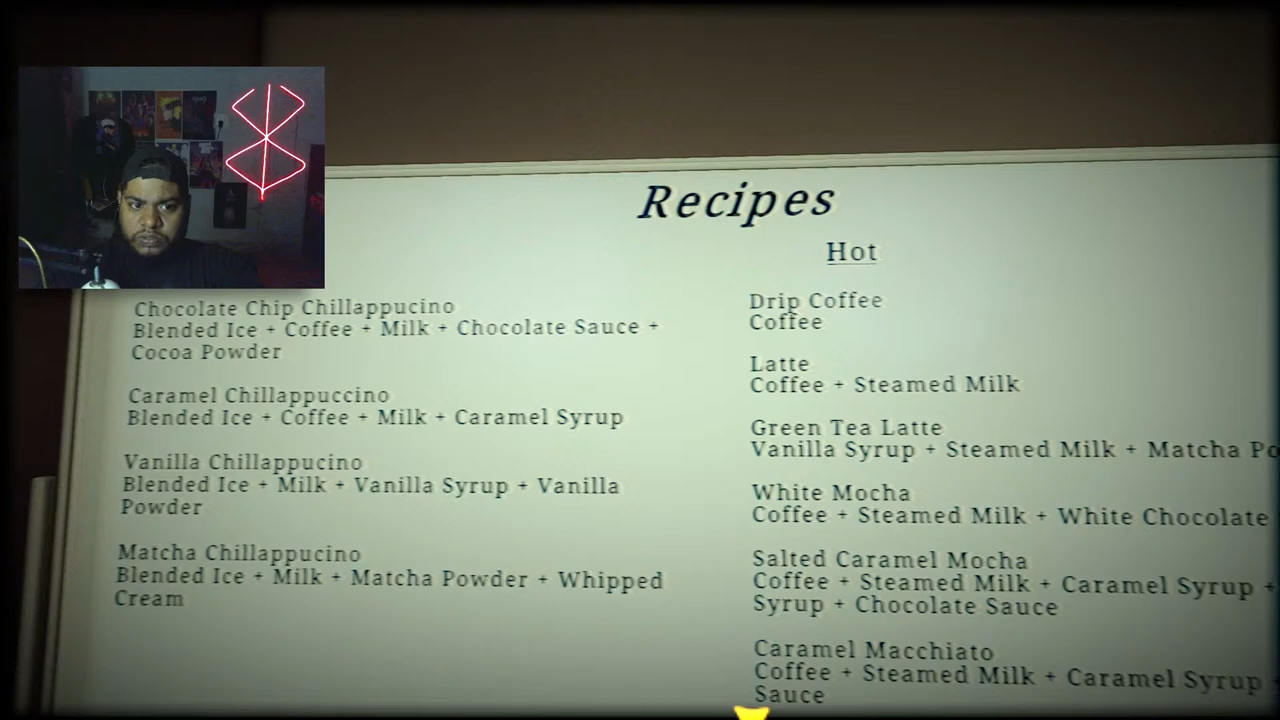 Recipes
Chocolate Chip Chillappucino
Blended Ice + Coffee + Milk + Chocolate Sauce +
Cocoa Powder
Caramel Chillappuccino
Blended Ice + Coffee + Milk + Caramel Syrup
Vanilla Chillappucino
Blended Ice + Milk + Vanilla Syrup + Vanilla
Powder
Matcha Chillappucino
Blended Ice + Milk + Matcha Powder + Whipped
Cream
Hot
Drip Coffee
Coffee
Latte
Coffee + Steamed Milk
Green Tea Latte
Vanilla Syrup + Steamed Milk + Matcha Po
White Mocha
Coffee + Steamed Milk + White Chocolate
Salted Caramel Mocha
Coffee + Steamed Milk + Caramel Syrup +
Syrup + Chocolate Sauce
Caramel Macchiato
Coffee + Steamed Milk + Caramel Syrup
Sauce